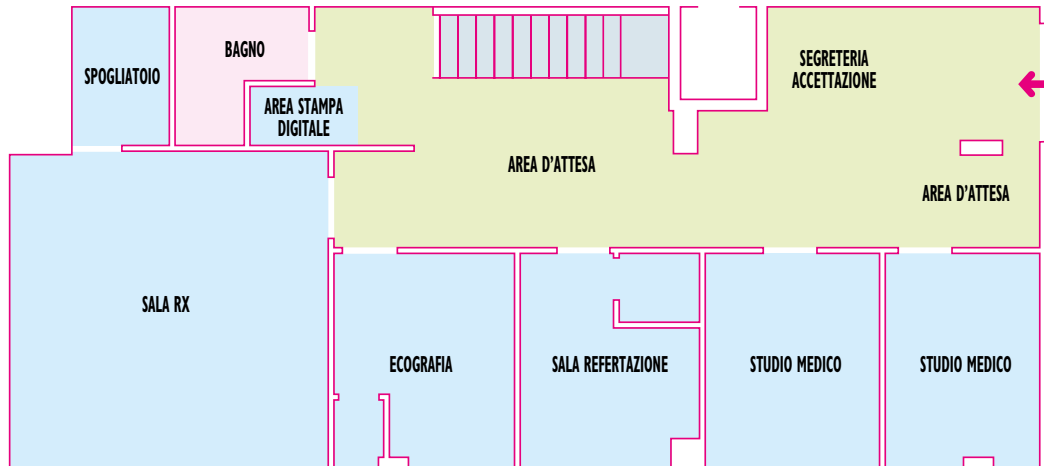 BAGNO
SPOGLIATOIO
SEGRETERIA
ACCETTAZIONE
AREA STAMPA
DIGITALE
AREA D'ATTESA
AREA D'ATTESA
SALA RX
ECOGRAFIA
SALA REFERTAZIONE
STUDIO MEDICO
STUDIO MEDICO